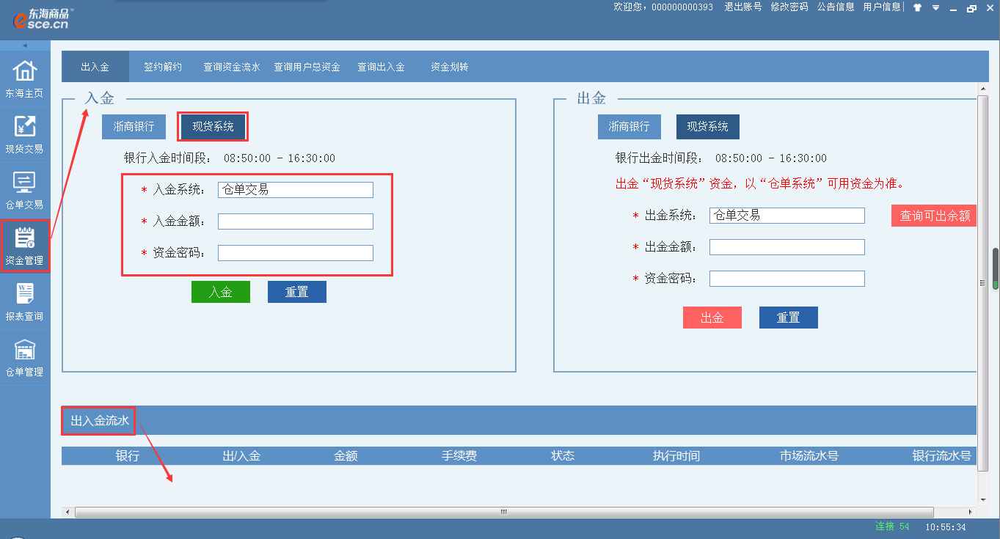 东海商品™
esce.cn
欢迎您，000000000393 退出账号 修改密码 公告信息 用户信息
东海主页
现货交易
仓单交易
资金管理
报表查询
仓单管理
出入金 签约解约 查询资金流水 查询用户总资金 查询出入金 资金划转
入金
浙商银行 现货系统
银行入金时间段： 08:50:00 - 16:30:00
* 入金系统： 仓单交易
* 入金金额：
* 资金密码：
入金 重置
出金
浙商银行 现货系统
银行出金时间段： 08:50:00 - 16:30:00
出金“现货系统”资金，以“仓单系统”可用资金为准。
* 出金系统： 仓单交易 查询可出余额
* 出金金额：
* 资金密码：
出金 重置
出入金流水
银行 出/入金 金额 手续费 状态 执行时间 市场流水号 银行流水号
连接 54 10:55:34